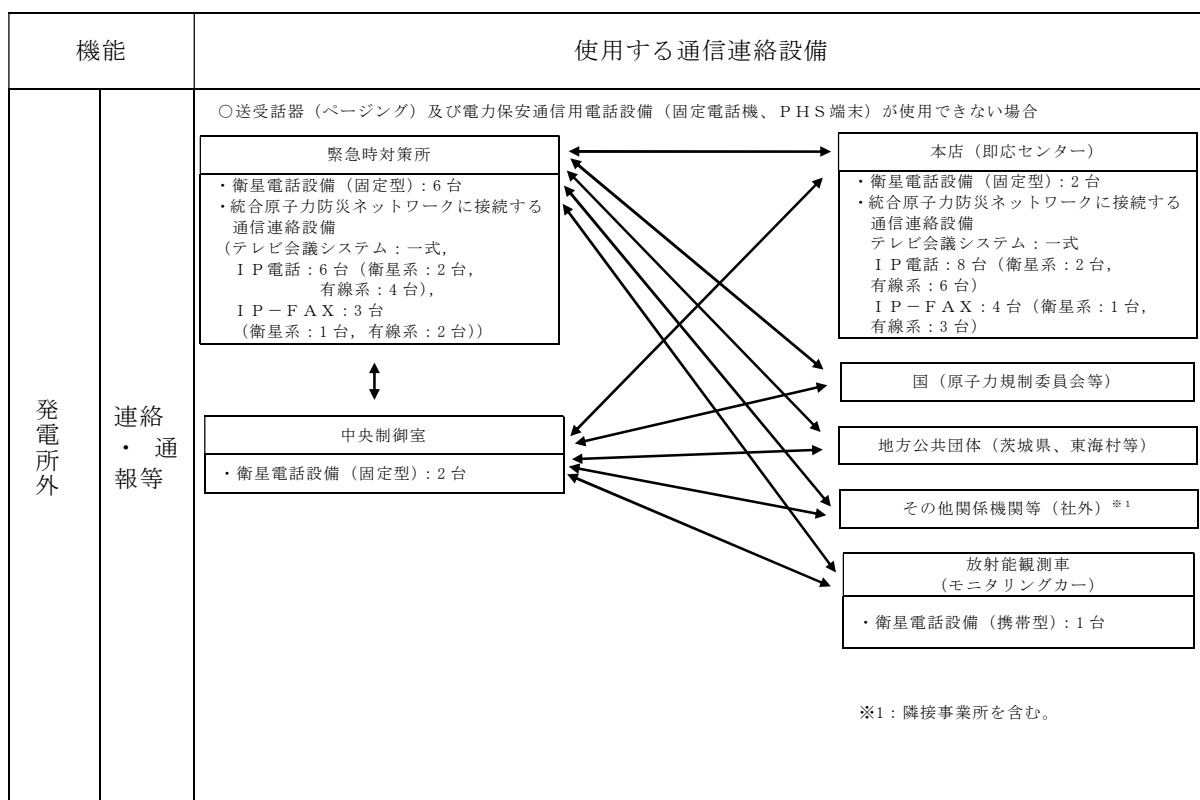 機能
使用する通信連絡設備
発電所外
連絡
・ 通
報等
○送受話器（ページング）及び電力保安通信用電話設備（固定電話機、ＰＨＳ端末）が使用できない場合
緊急時対策所
・衛星電話設備（固定型）：6台
・統合原子力防災ネットワークに接続する
通信連絡設備
（テレビ会議システム：一式，
ＩＰ電話：6台（衛星系：2台，
有線系：4台），
ＩＰ－ＦＡＸ：3台
（衛星系：1台，有線系：2台））
中央制御室
・衛星電話設備（固定型）：2台
本店（即応センター）
・衛星電話設備（固定型）：2台
・統合原子力防災ネットワークに接続する
通信連絡設備
テレビ会議システム：一式
ＩＰ電話：8台（衛星系：2台，
有線系：6台）
ＩＰ－ＦＡＸ：4台（衛星系：1台，
有線系：3台）
国（原子力規制委員会等）
地方公共団体（茨城県、東海村等）
その他関係機関等（社外）※1
放射能観測車
（モニタリングカー）
・衛星電話設備（携帯型）：1台
※1：隣接事業所を含む。